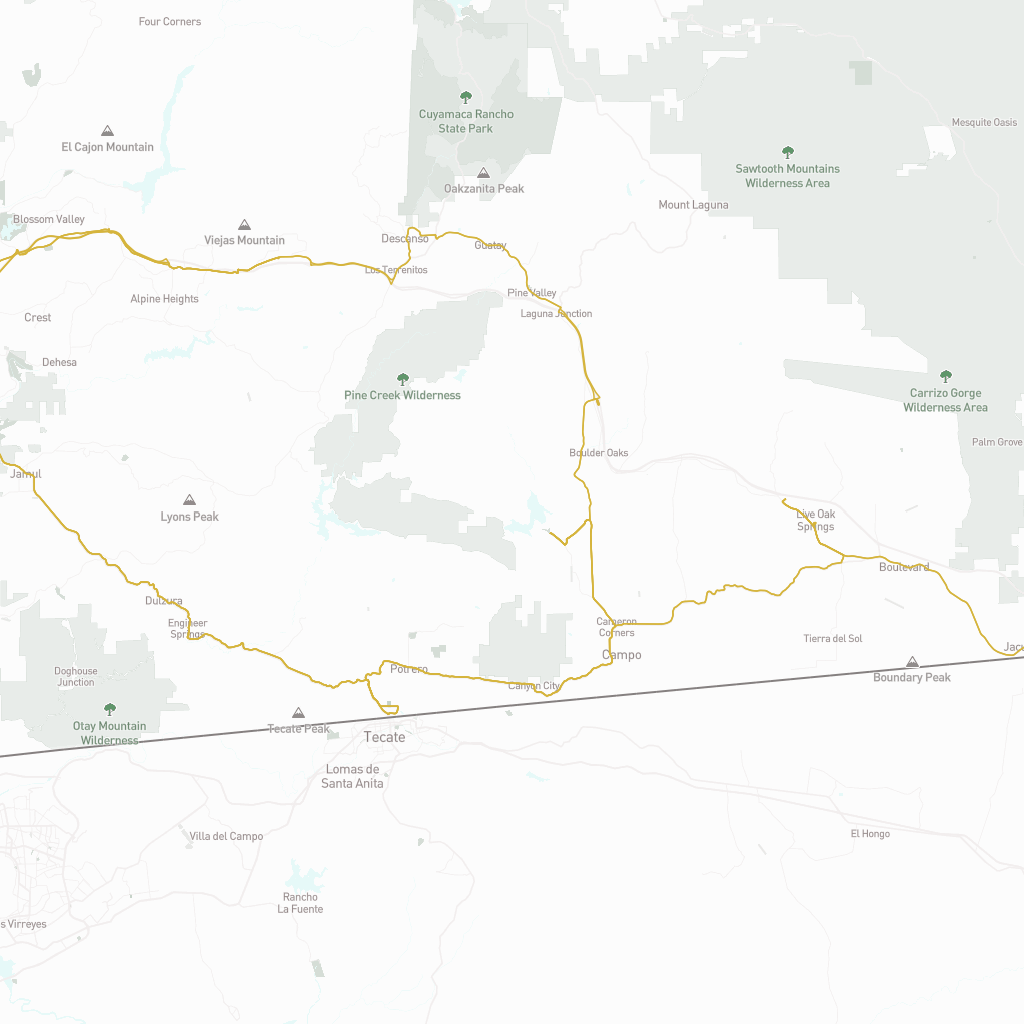 Four Corners
Cuyamaca Rancho
State Park
Mesquite Oasis
El Cajon Mountain
Sawtooth Mountains
Wilderness Area
Oakzanita Peak
Mount Laguna
Blossom Valley
Viejas Mountain
Descanso
Guatay
Los Terrenitos
Alpine Heights
Pine Valley
Laguna Junction
Crest
Dehesa
Pine Creek Wilderness
Carrizo Gorge
Wilderness Area
Palm Grove
Boulder Oaks
Jamul
Lyons Peak
Live Oak
Springs
Boulevard
Dulzura
Engineer
Springs
Cameron
Corners
Campo
Tierra del Sol
Jacu
Doghouse
Junction
Potrero
Boundary Peak
Canyon City
Otay Mountain
Wilderness
Tecate Peak
Tecate
Lomas de
Santa Anita
Villa del Campo
El Hongo
Rancho
La Fuente
s Virreyes